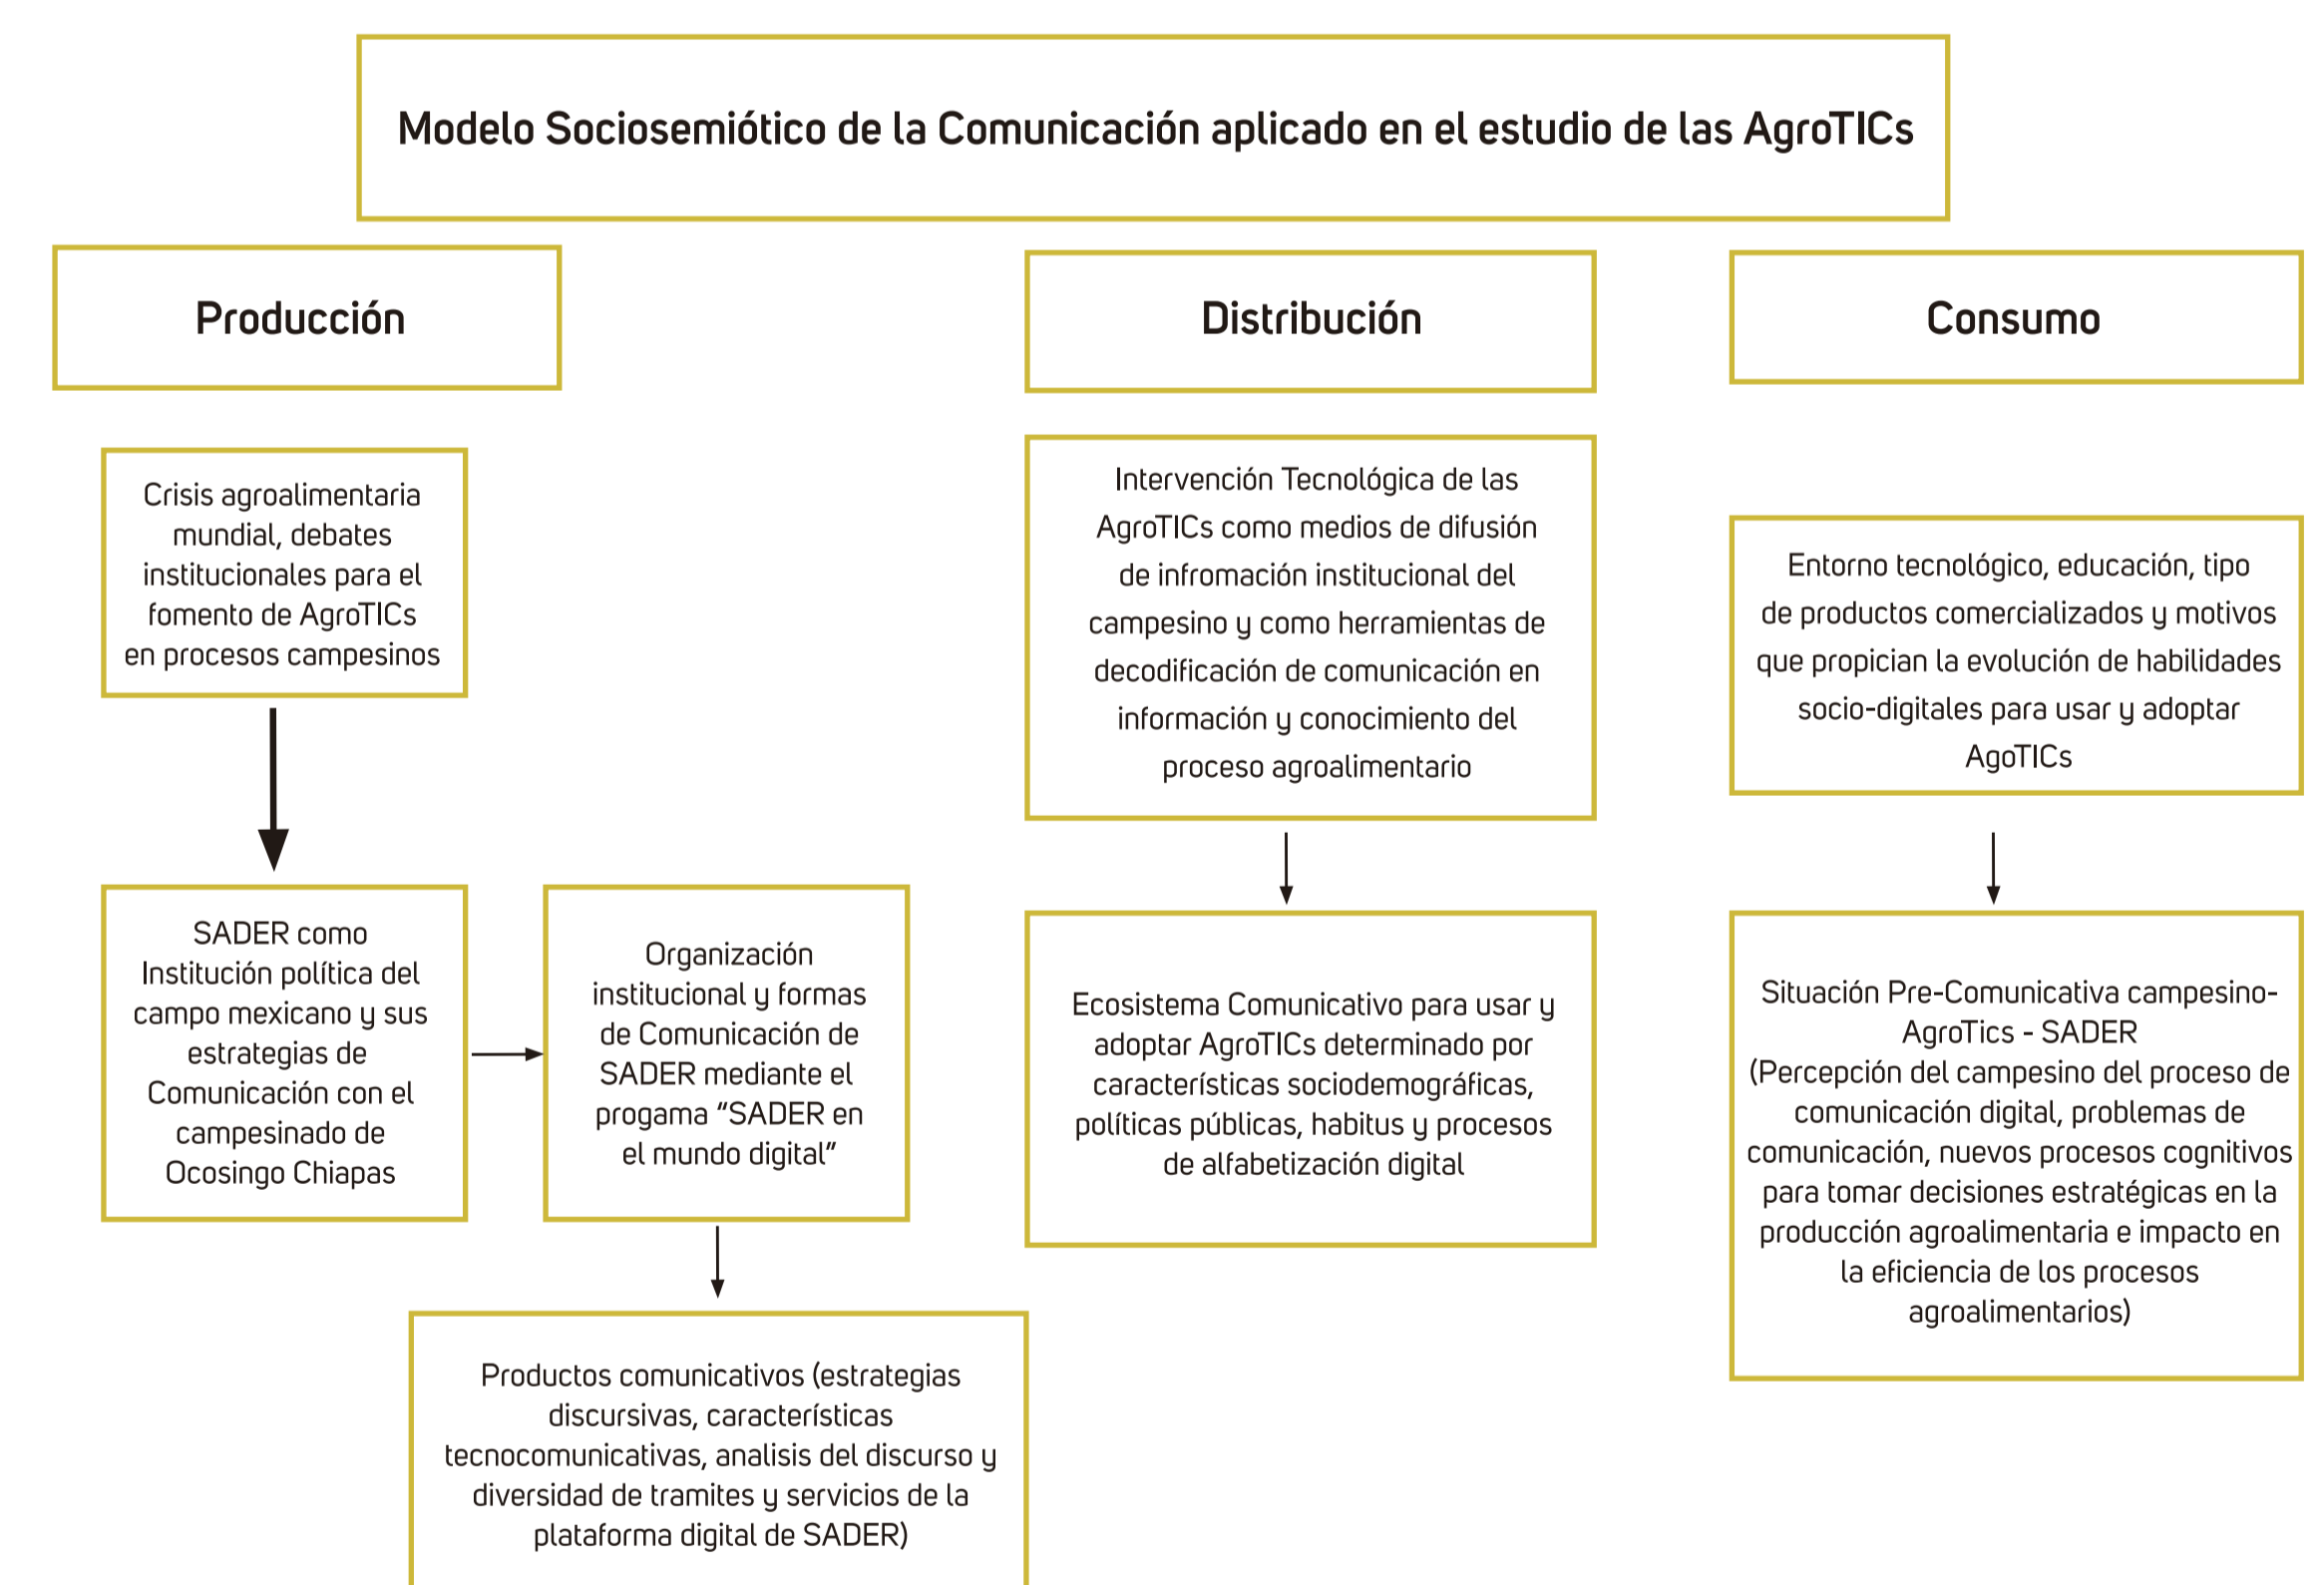 Modelo Sociosemiótico de la Comunicación aplicado en el estudio de las AgroTICs
Producción
Crisis agroalimentaria
mundial, debates
institucionales para el
fomento de AgroTICs
en procesos campesinos
SADER como
Institución política del
campo mexicano y sus
estrategias de
Comunicación con el
campesinado de
Ocosingo Chiapas
Organización
institucional y formas
de Comunicación de
SADER mediante el
progama “SADER en
el mundo digital”
Productos comunicativos (estrategias
discursivas, características
tecnocomunicativas, analisis del discurso y
diversidad de tramites y servicios de la
plataforma digital de SADER)
Distribución
Intervención Tecnológica de las
AgroTICs como medios de difusión
de infromación institucional del
campesino y como herramientas de
decodificación de comunicación en
información y conocimiento del
proceso agroalimentario
Ecosistema Comunicativo para usar y
adoptar AgroTICs determinado por
características sociodemográficas,
políticas públicas, habitus y procesos
de alfabetización digital
Consumo
Entorno tecnológico, educación, tipo
de productos comercializados y motivos
que propician la evolución de habilidades
socio-digitales para usar y adoptar
AgoTICs
Situación Pre-Comunicativa campesino-
AgroTics - SADER
(Percepción del campesino del proceso de
comunicación digital, problemas de
comunicación, nuevos procesos cognitivos
para tomar decisiones estratégicas en la
producción agroalimentaria e impacto en
la eficiencia de los procesos
agroalimentarios)